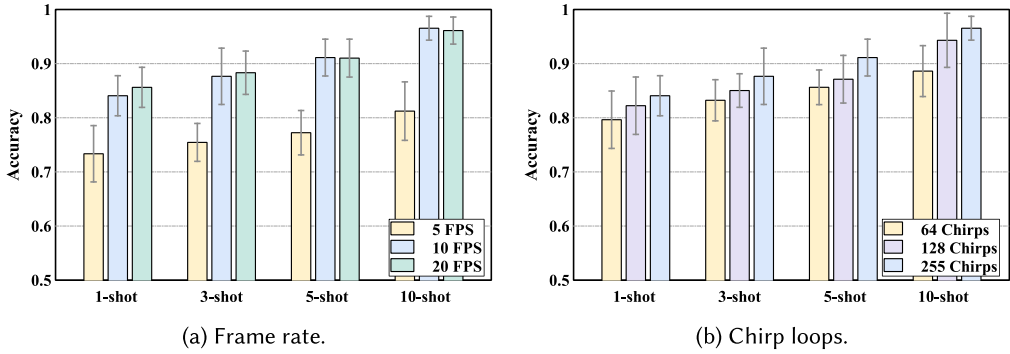 1
0.9
0.8
0.7
0.6
0.5
Accuracy
5 FPS
10 FPS
20 FPS
1-shot 3-shot 5-shot 10-shot
(a) Frame rate.
1
0.9
0.8
0.7
0.6
0.5
Accuracy
64 Chirps
128 Chirps
255 Chirps
1-shot 3-shot 5-shot 10-shot
(b) Chirp loops.